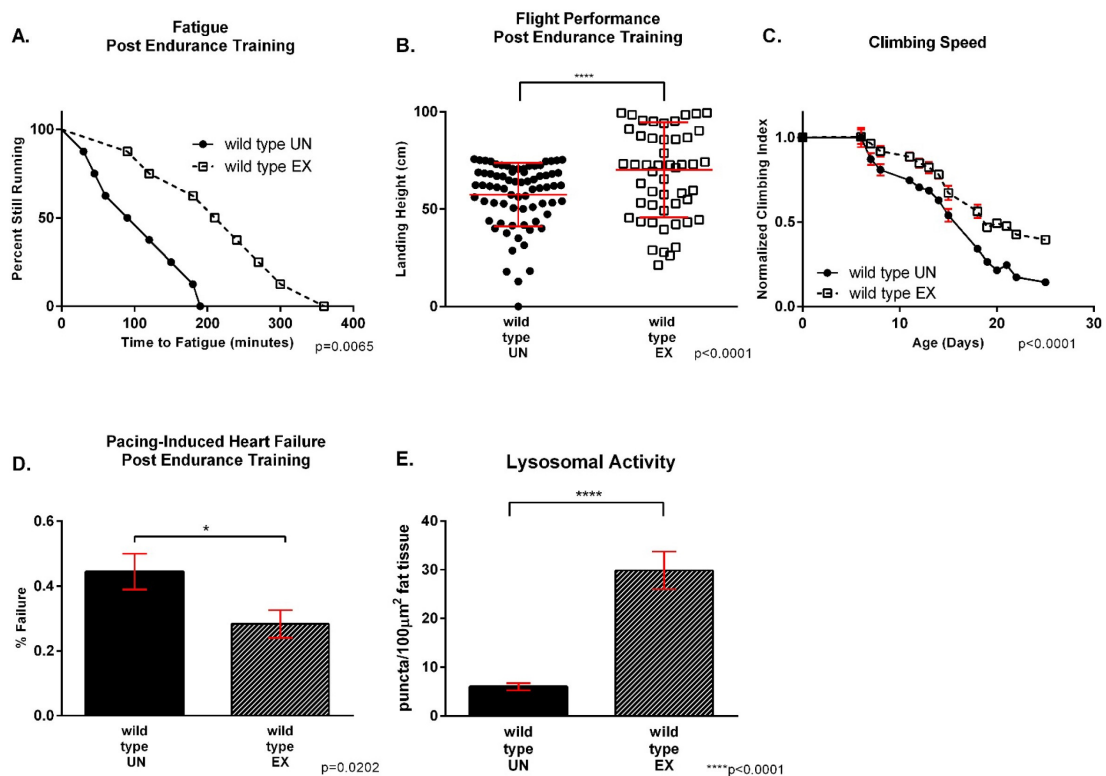 A.
Fatigue
Post Endurance Training
Percent Still Running
100
50
0
wild type UN
wild type EX
0 100 200 300 400
Time to Fatigue (minutes)
p=0.0065
B.
Flight Performance
Post Endurance Training
****
Landing Height (cm)
100
50
0
wild
type
UN
wild
type
EX
p<0.0001
C.
Climbing Speed
Normalized Climbing Index
1.0
0.5
0.0
wild type UN
wild type EX
0 10 20 30
Age (Days)
p<0.0001
D.
Pacing-Induced Heart Failure
Post Endurance Training
*
% Failure
0.6
0.4
0.2
0.0
wild
type
UN
wild
type
EX
p=0.0202
E.
Lysosomal Activity
****
puncta/100μm² fat tissue
40
30
20
10
0
wild
type
UN
wild
type
EX
****p<0.0001